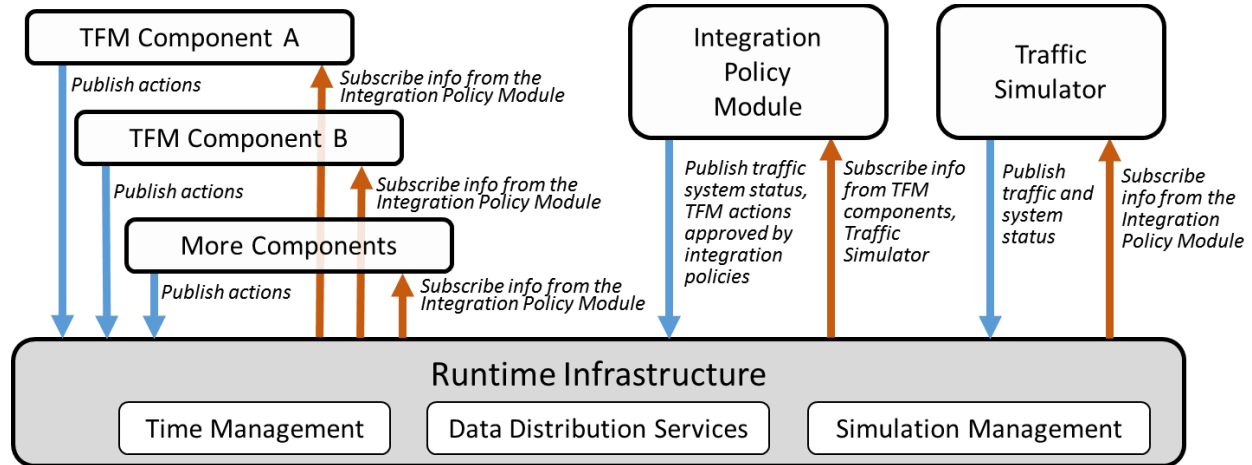 TFM Component A
Publish actions
Subscribe info from the
Integration Policy Module
TFM Component B
Publish actions
Subscribe info from the
Integration Policy Module
More Components
Publish actions
Subscribe info from the
Integration Policy Module
Integration
Policy
Module
Publish traffic
system status,
TFM actions
approved by
integration
policies
Subscribe info
from TFM
components,
Traffic
Simulator
Traffic
Simulator
Publish
traffic and
system
status
Subscribe
info from the
Integration
Policy Module
Runtime Infrastructure
Time Management
Data Distribution Services
Simulation Management